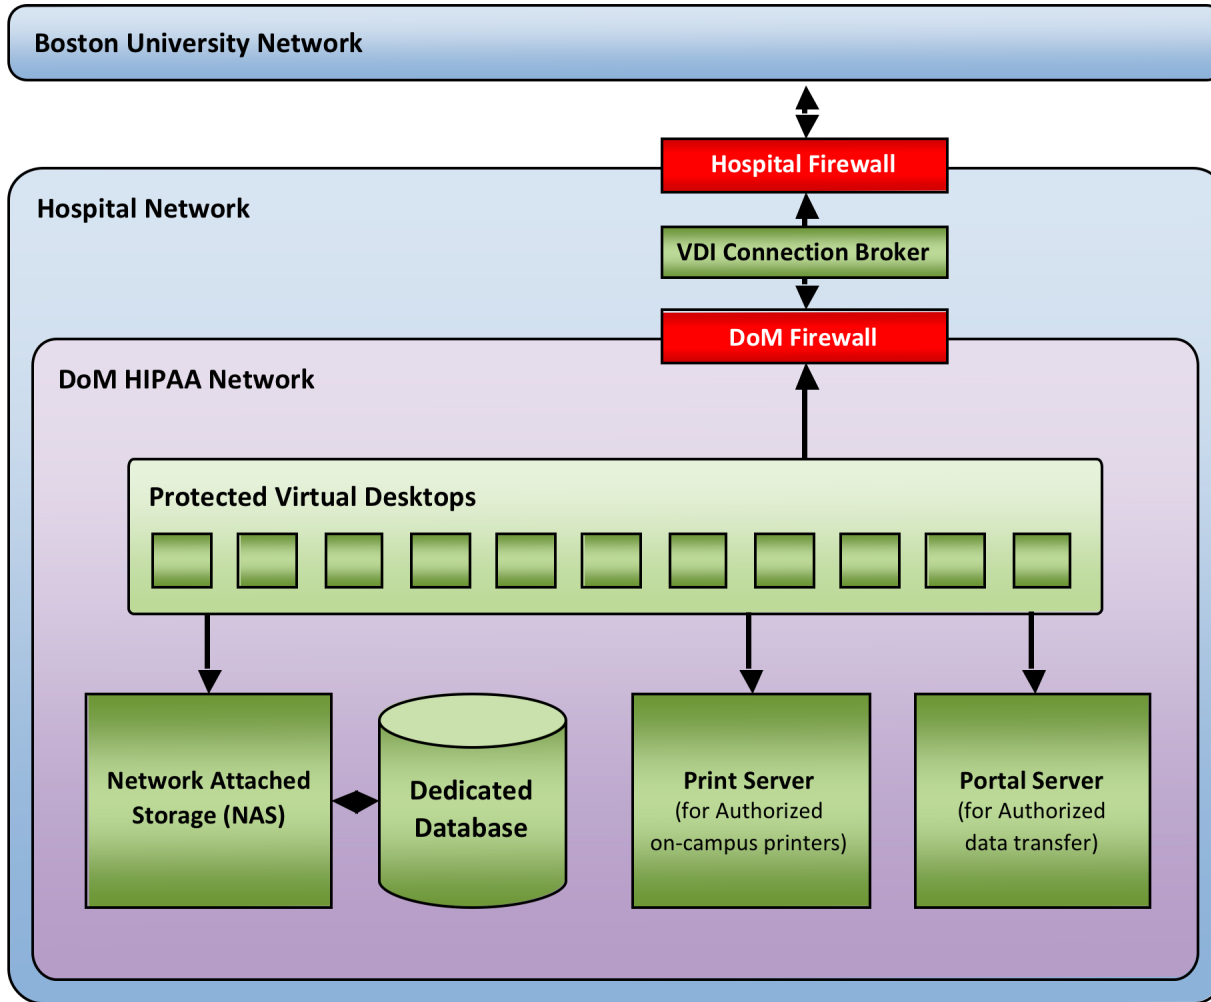 Boston University Network
Hospital Firewall
Hospital Network
VDI Connection Broker
DoM Firewall
DoM HIPAA Network
Protected Virtual Desktops
Network Attached
Storage (NAS)
Dedicated
Database
Print Server
(for Authorized
on-campus printers)
Portal Server
(for Authorized
data transfer)